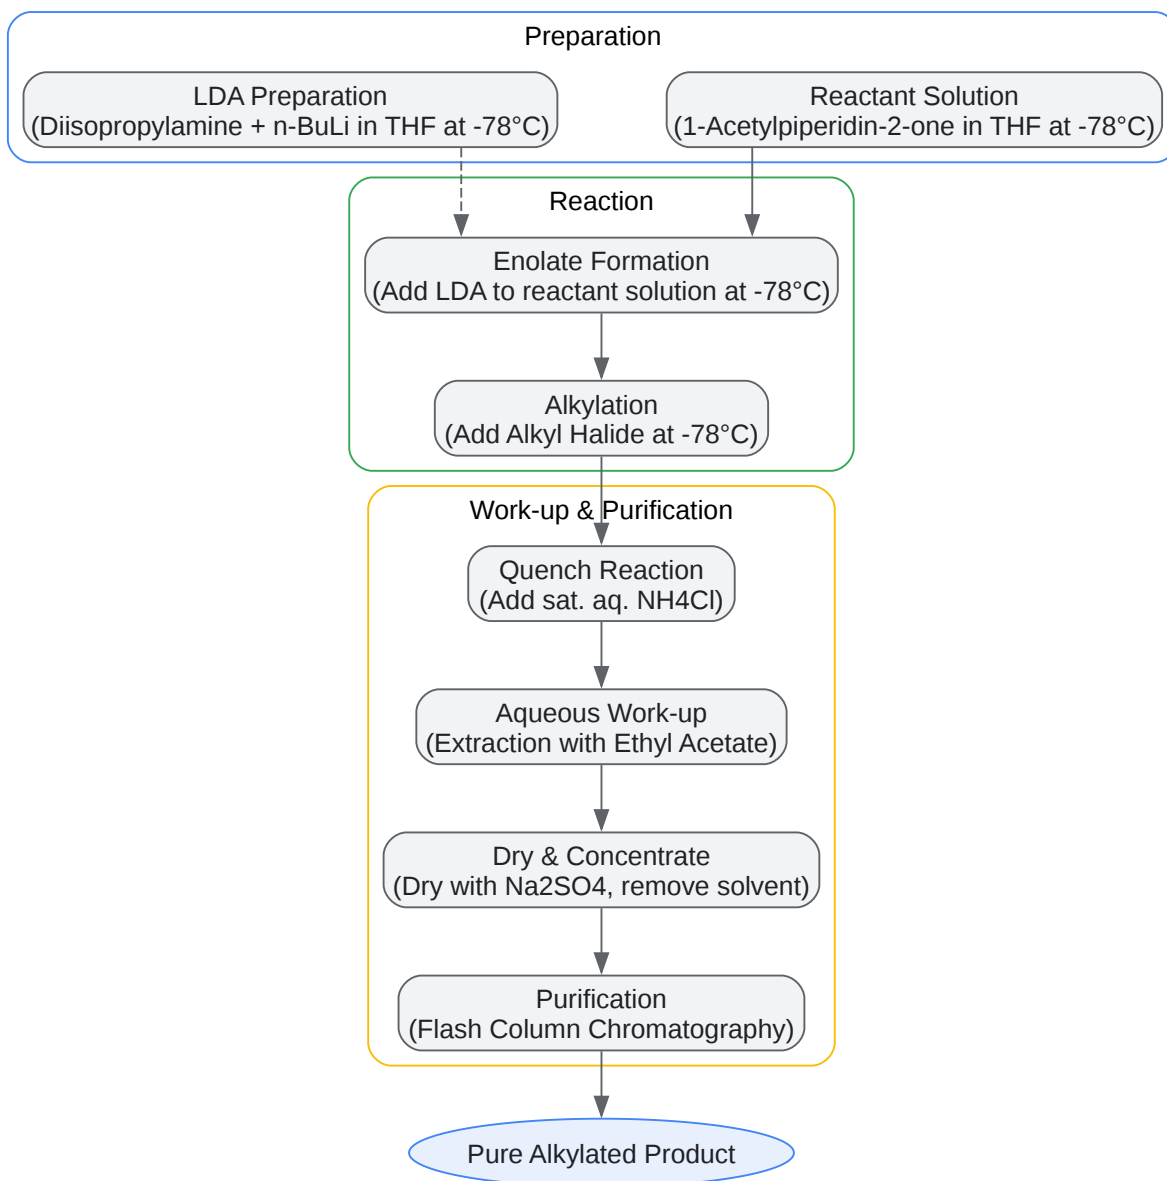 Preparation
LDA Preparation
(Diisopropylamine + n-BuLi in THF at -78°C)
Reactant Solution
(1-Acetylpiperidin-2-one in THF at -78°C)
Reaction
Enolate Formation
(Add LDA to reactant solution at -78°C)
Alkylation
(Add Alkyl Halide at -78°C)
Work-up & Purification
Quench Reaction
(Add sat. aq. NH4Cl)
Aqueous Work-up
(Extraction with Ethyl Acetate)
Dry & Concentrate
(Dry with Na2SO4, remove solvent)
Purification
(Flash Column Chromatography)
Pure Alkylated Product